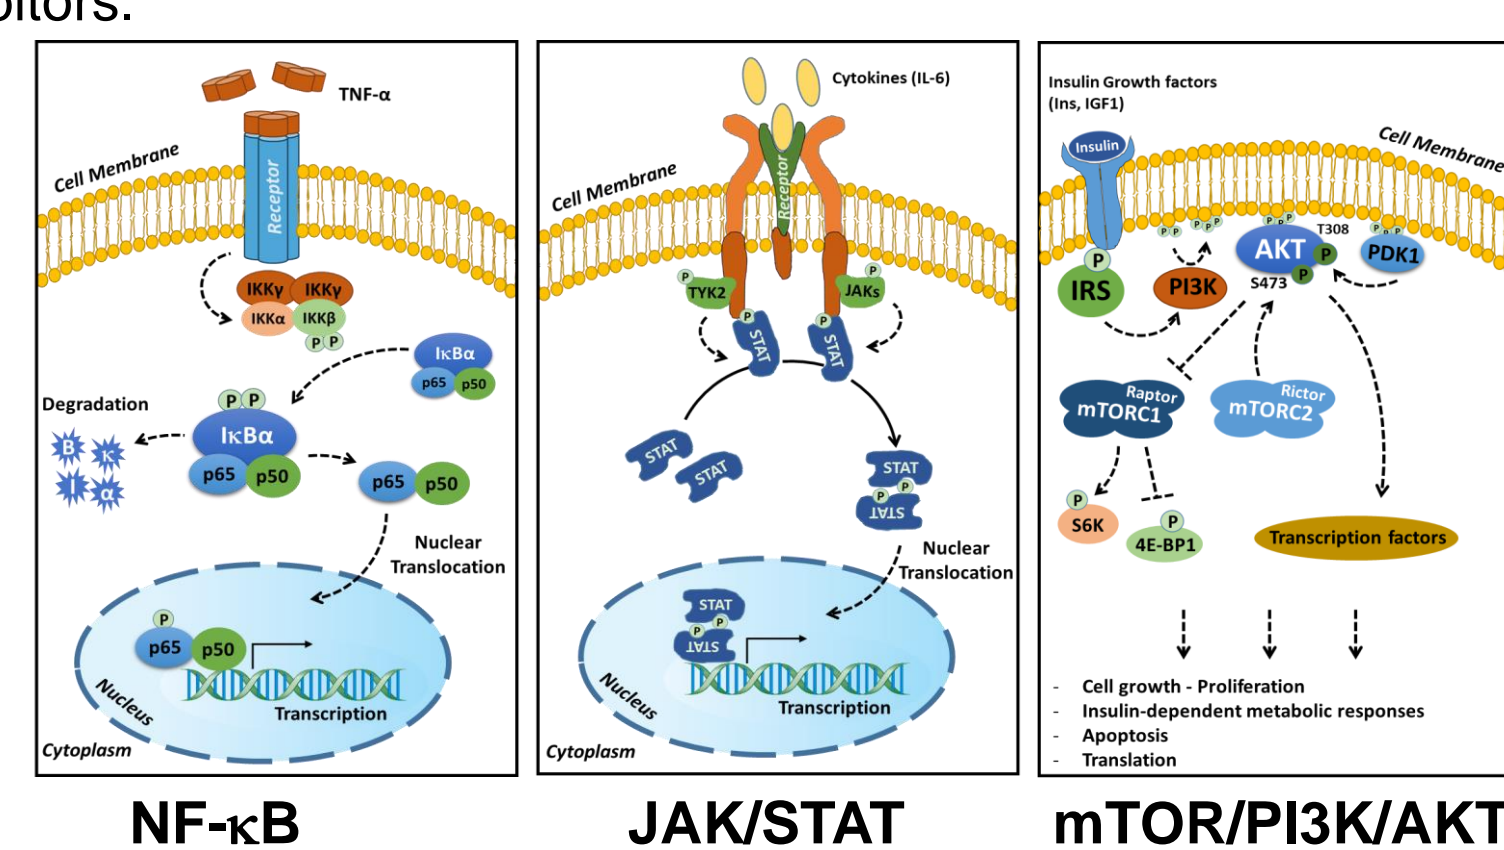 bitors.
TNF-α
Cell Membrane
Receptor
IKKγ IKKγ
IKKα IKKβ
P P
IκBα
p65 p50
Degradation
B κ
I α
P P
IκBα
p65 p50
p65 p50
Nuclear
Translocation
P
p65 p50
Nucleus
Transcription
Cytoplasm
NF-κB
Cytokines (IL-6)
Cell Membrane
Receptor
P
TYK2
P
JAKs
P
STAT
P
STAT
STAT
STAT
STAT
P P
STAT
Nuclear
Translocation
STAT
P P
STAT
Nucleus
Transcription
Cytoplasm
JAK/STAT
Insulin Growth factors
(Ins, IGF1)
Cell Membrane
Insulin
P
IRS
P P
P P P
PI3K
P P P
AKT
T308
P
P
S473
P P P
PDK1
Raptor
mTORC1
Rictor
mTORC2
P
S6K
P
4E-BP1
Transcription factors
- Cell growth - Proliferation
- Insulin-dependent metabolic responses
- Apoptosis
- Translation
mTOR/PI3K/AKT